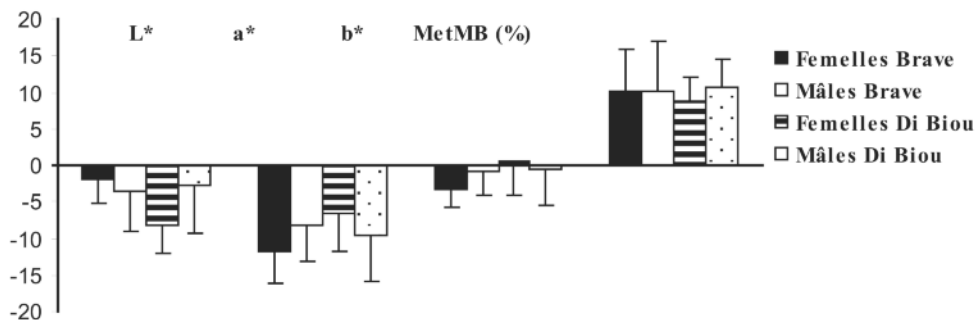 20
15
10
5
0
-5
-10
-15
-20
L* a* b* MetMB (%)
Femelles Brave
Mâles Brave
Femelles Di Biou
Mâles Di Biou